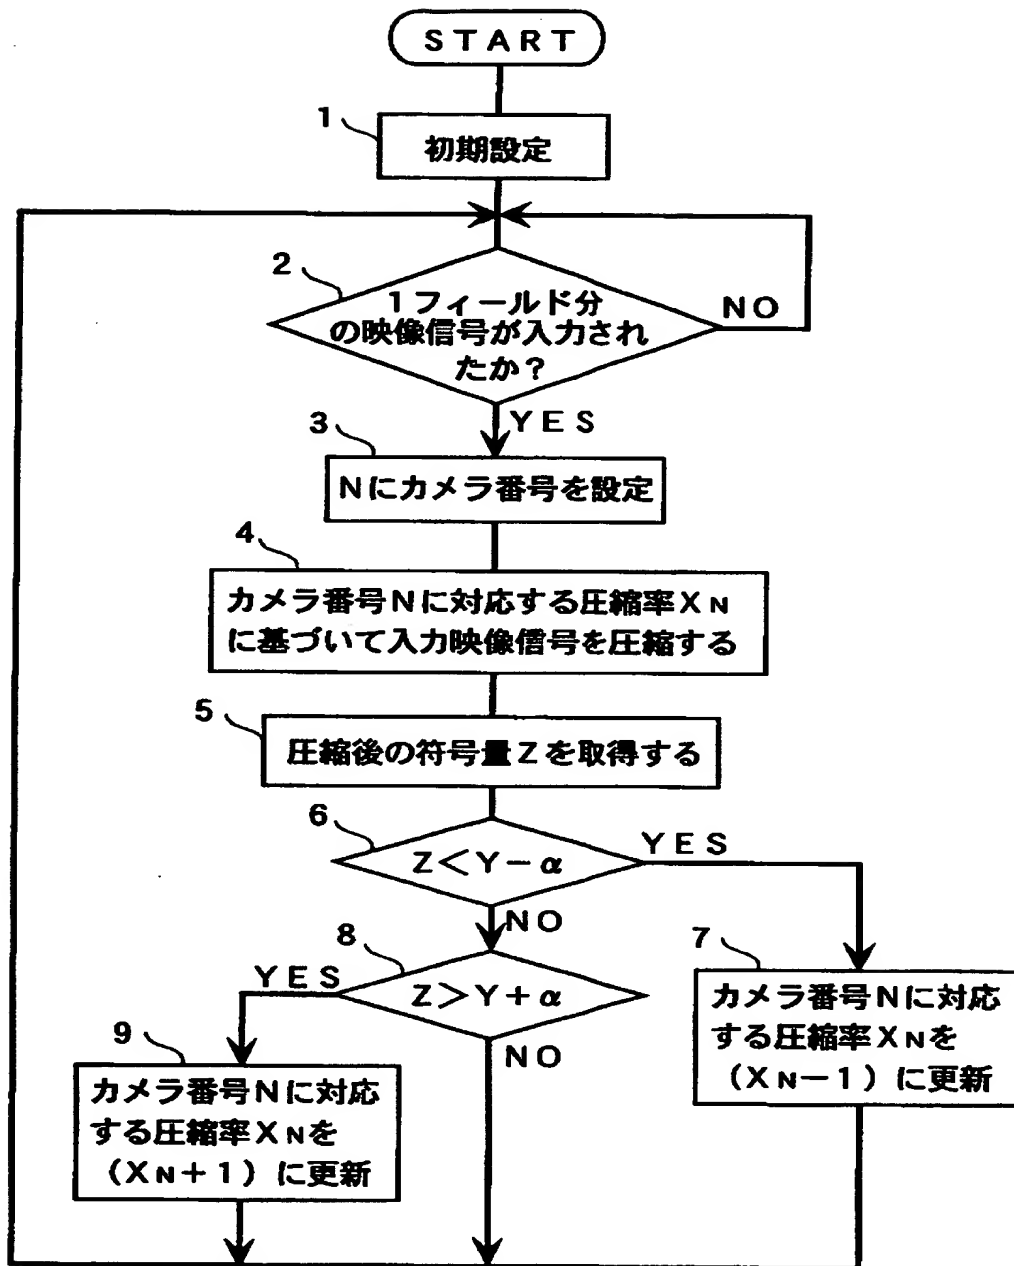 START
1
初期設定
2
1フィールド分
の映像信号が入力され
たか？
NO
YES
3
Nにカメラ番号を設定
4
カメラ番号Nに対応する圧縮率XN
に基づいて入力映像信号を圧縮する
5
圧縮後の符号量Zを取得する
6
Z＜Y－α
YES
NO
7
カメラ番号Nに対応
する圧縮率XNを
（XN－1）に更新
8
Z＞Y＋α
YES
NO
9
カメラ番号Nに対応
する圧縮率XNを
（XN＋1）に更新